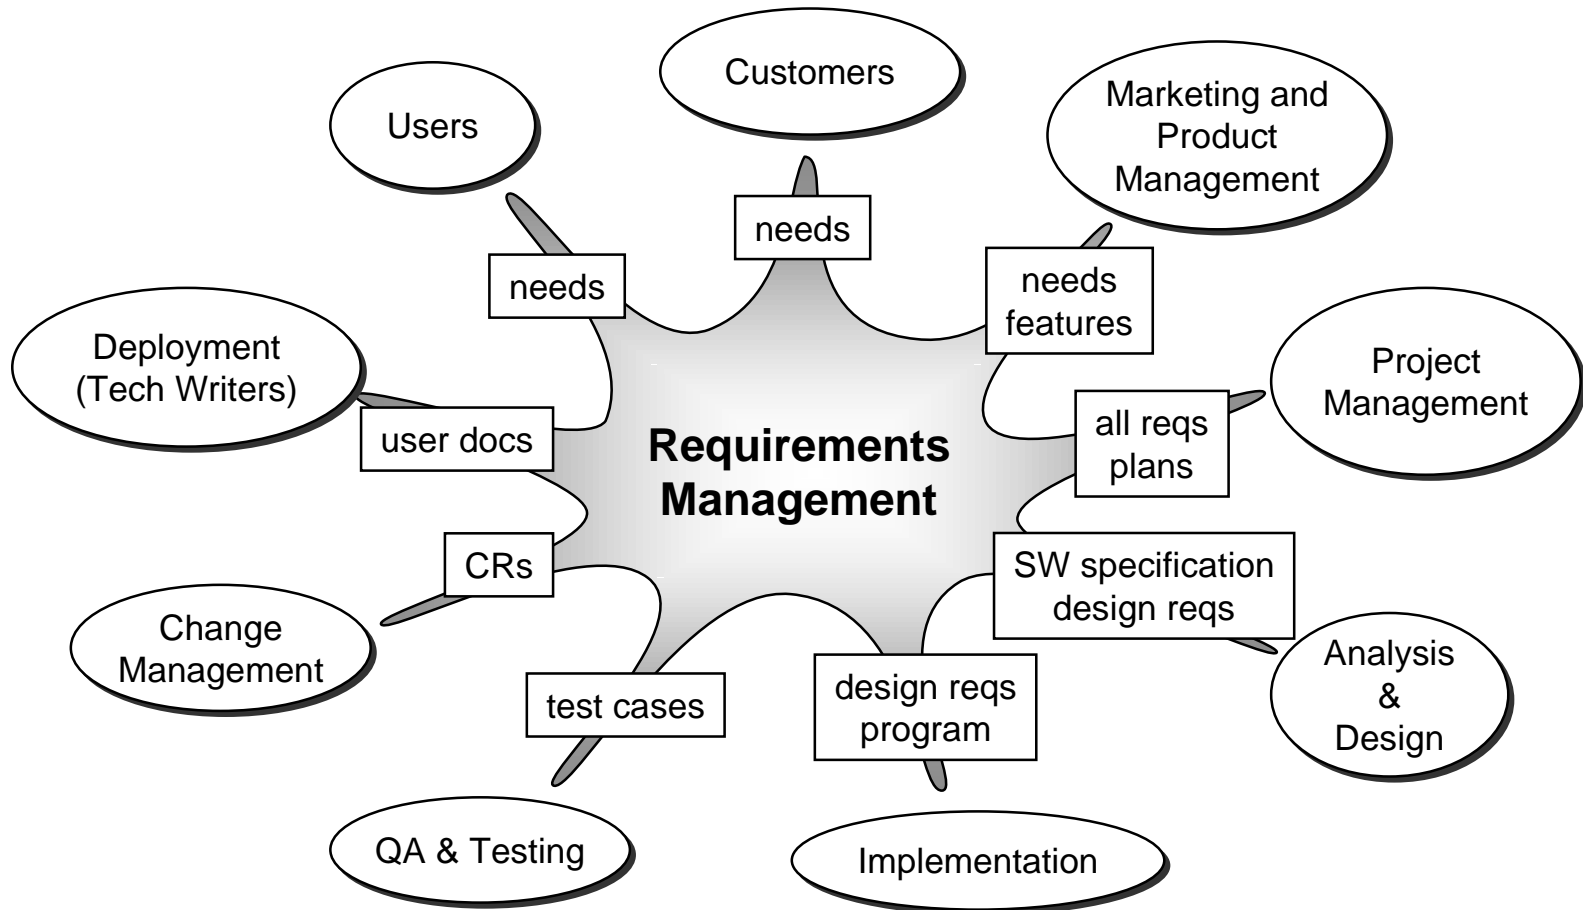 Customers
Marketing and
Product
Management
Users
needs
needs
needs
features
Deployment
(Tech Writers)
Project
Management
user docs
Requirements
Management
all reqs
plans
CRs
SW specification
design reqs
Change
Management
test cases
design reqs
program
Analysis
&
Design
QA & Testing
Implementation